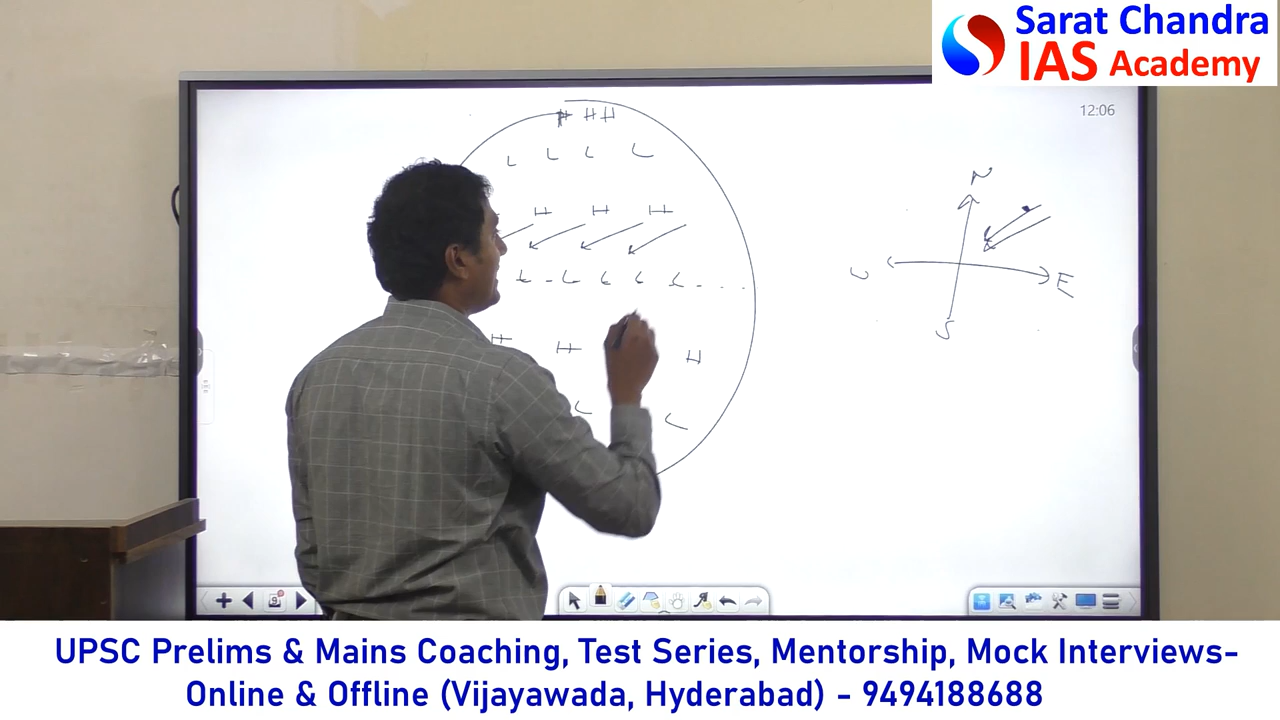 Sarat Chandra
IAS Academy
12:06
H H H
L L L L
N
H H H
L L L L L
W E
S
H H H
L L
9
UPSC Prelims & Mains Coaching, Test Series, Mentorship, Mock Interviews-
Online & Offline (Vijayawada, Hyderabad) - 9494188688